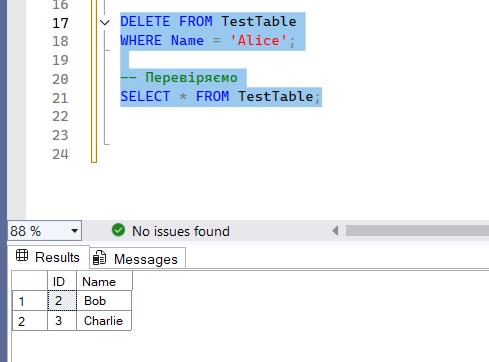 16
17 DELETE FROM TestTable
18 WHERE Name = 'Alice';
19
20 -- Перевіряємо
21 SELECT * FROM TestTable;
22
23
24
88 % No issues found
Results Messages
ID Name
1 2 Bob
2 3 Charlie